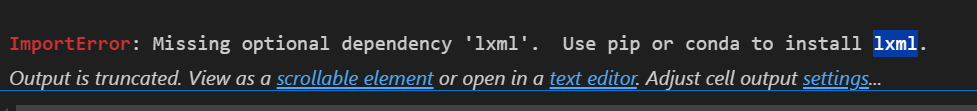 ImportError: Missing optional dependency 'lxml'.  Use pip or conda to install lxml.
Output is truncated. View as a scrollable element or open in a text editor. Adjust cell output settings...